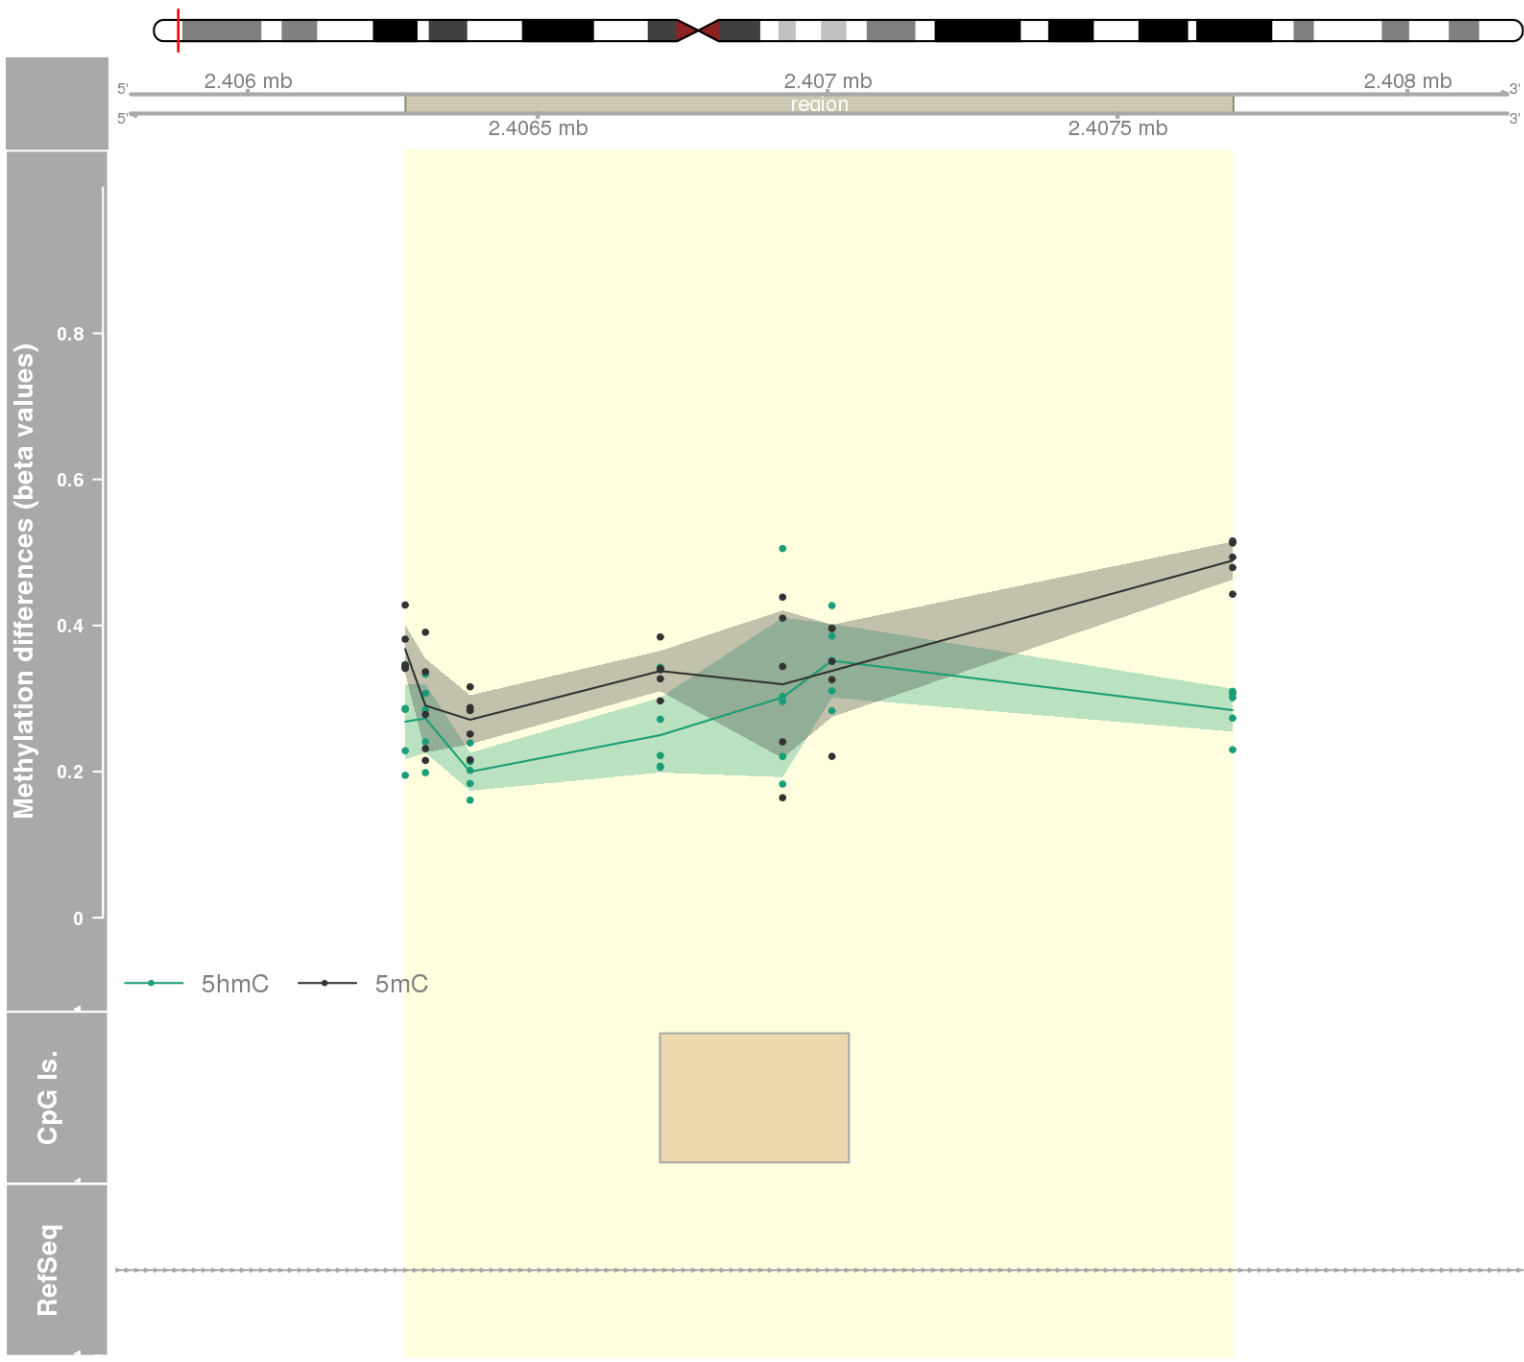 2.406 mb 2.407 mb 2.408 mb
5' 3'
region
5' 3'
2.4065 mb 2.4075 mb
Methylation differences (beta values)
0.8
0.6
0.4
0.2
0
5hmC 5mC
CpG Is.
RefSeq